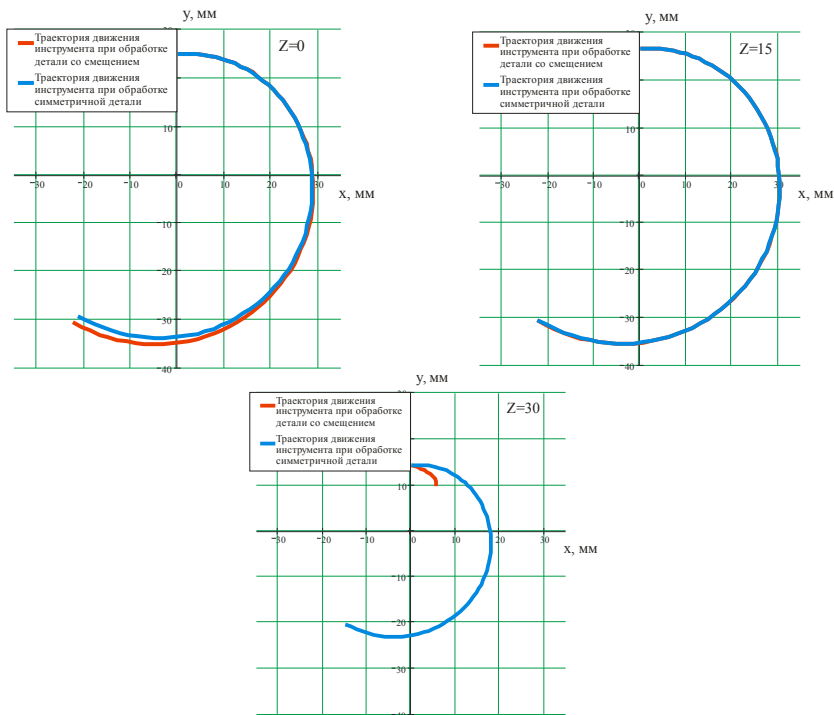 y, мм
Траектория движения
инструмента при обработке
детали со смещением
Траектория движения
инструмента при обработке
симметричной детали
Z=0
10
-30
-20
-10
0
10
20
30
x, мм
-10
-20
-30
-40
y, мм
Траектория движения
инструмента при обработке
детали со смещением
Траектория движения
инструмента при обработке
симметричной детали
Z=15
10
-30
-20
-10
0
10
20
30
x, мм
-10
-20
-30
-40
y, мм
20
Траектория движения
инструмента при обработке
детали со смещением
Траектория движения
инструмента при обработке
симметричной детали
Z=30
10
-30
-20
-10
0
10
20
30
x, мм
-10
-20
-30
-40